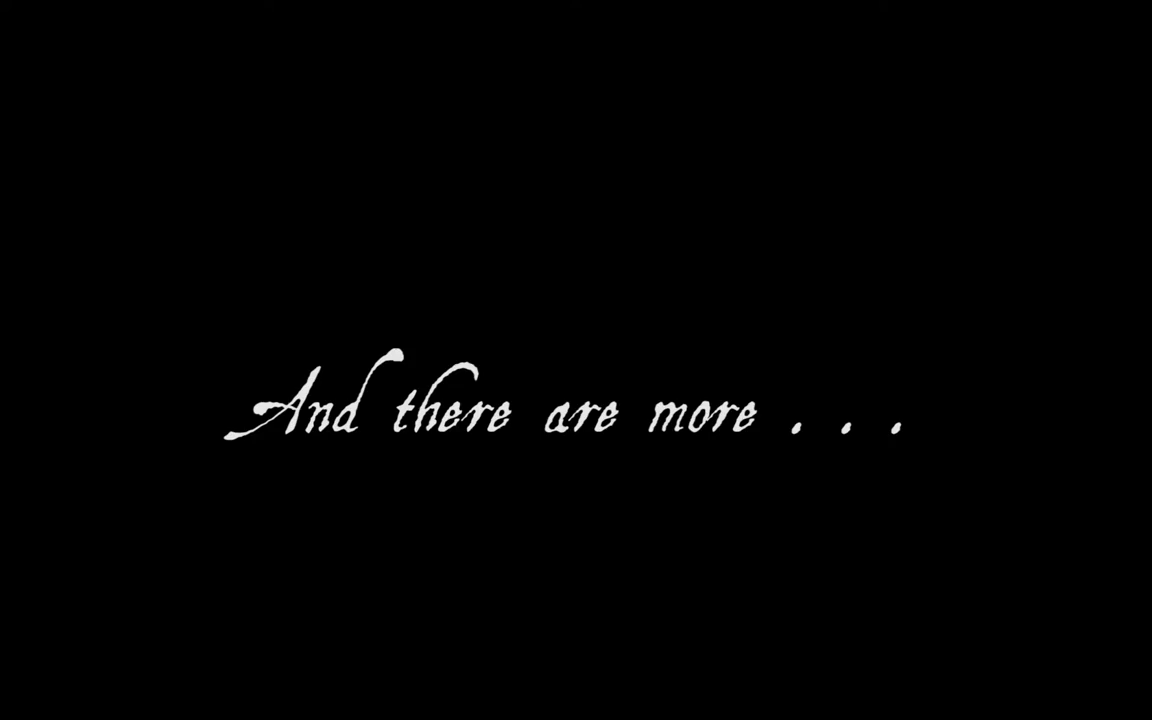 And there are more . . .